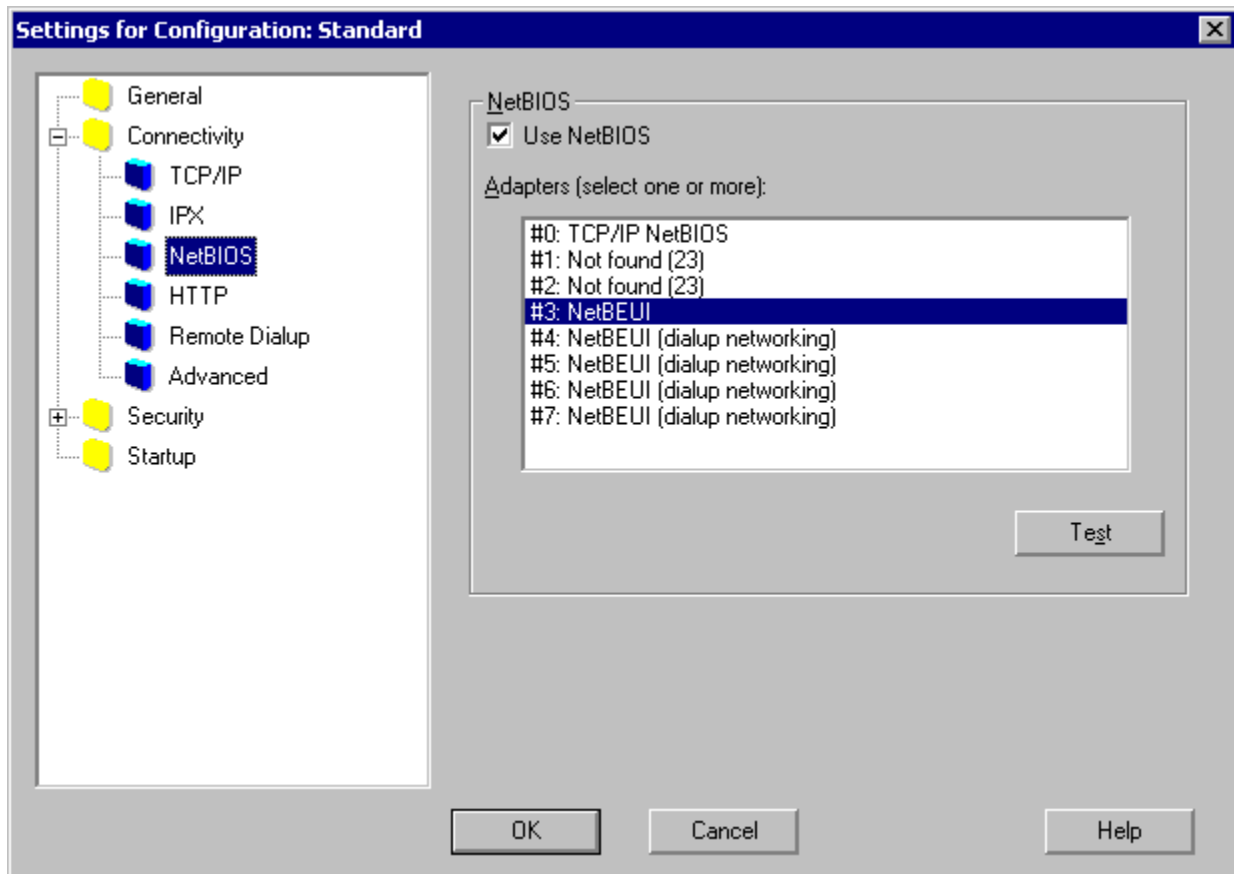 Settings for Configuration: Standard
General
Connectivity
TCP/IP
IPX
NetBIOS
HTTP
Remote Dialup
Advanced
Security
Startup
NetBIOS
Use NetBIOS
Adapters (select one or more):
#0: TCP/IP NetBIOS
#1: Not found (23)
#2: Not found (23)
#3: NetBEUI
#4: NetBEUI (dialup networking)
#5: NetBEUI (dialup networking)
#6: NetBEUI (dialup networking)
#7: NetBEUI (dialup networking)
Test
OK
Cancel
Help